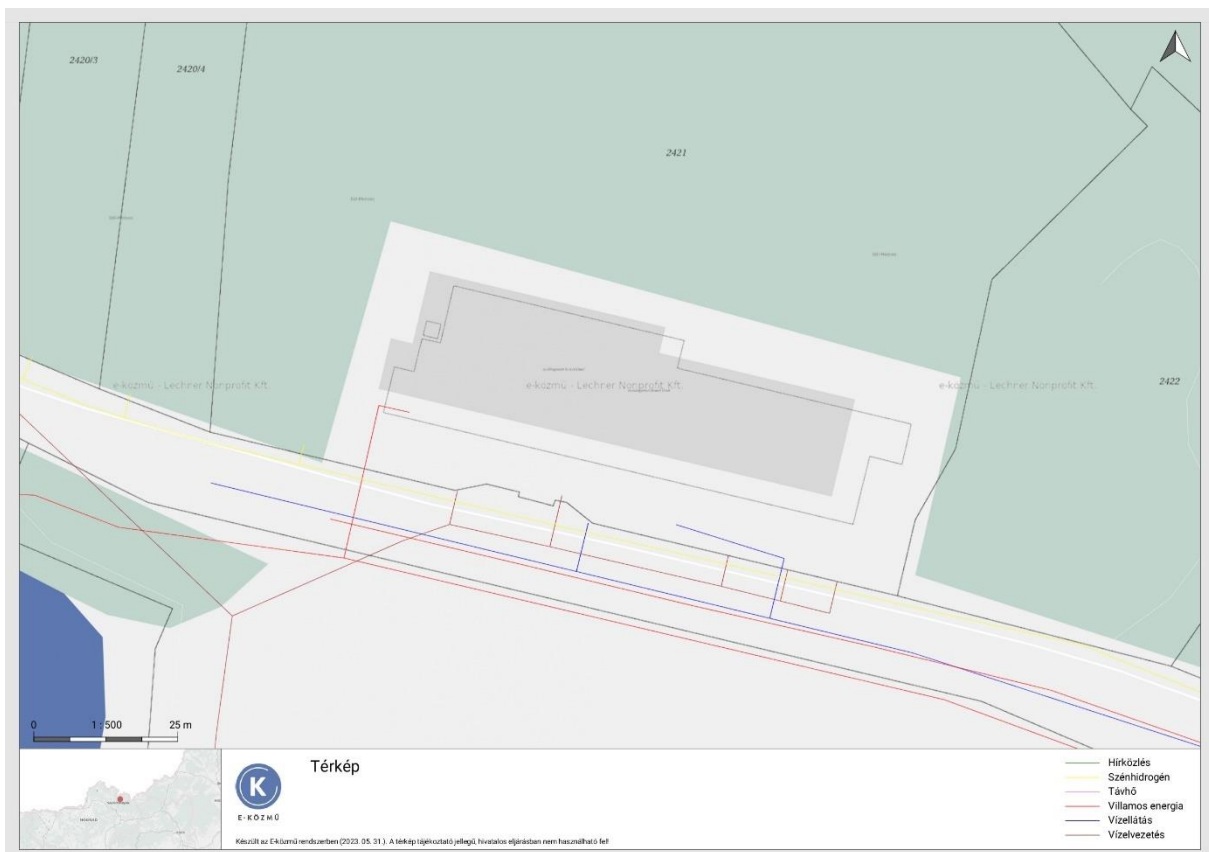 2420/3
2420/4
2421
2422
e-közmű - Lechner Nonprofit Kft.
e-közmű - Lechner Nonprofit Kft.
e-közmű - Lechner Nonprofit Kft.
0 1 : 500 25 m
Térkép
K
E-KÖZMŰ
Készült az E-közmű rendszerben (2023. 05. 31.). A térkép tájékoztató jellegű, hivatalos eljárásban nem használható fel!
Hírközlés
Szénhidrogén
Távhő
Villamos energia
Vízellátás
Vízelvezetés